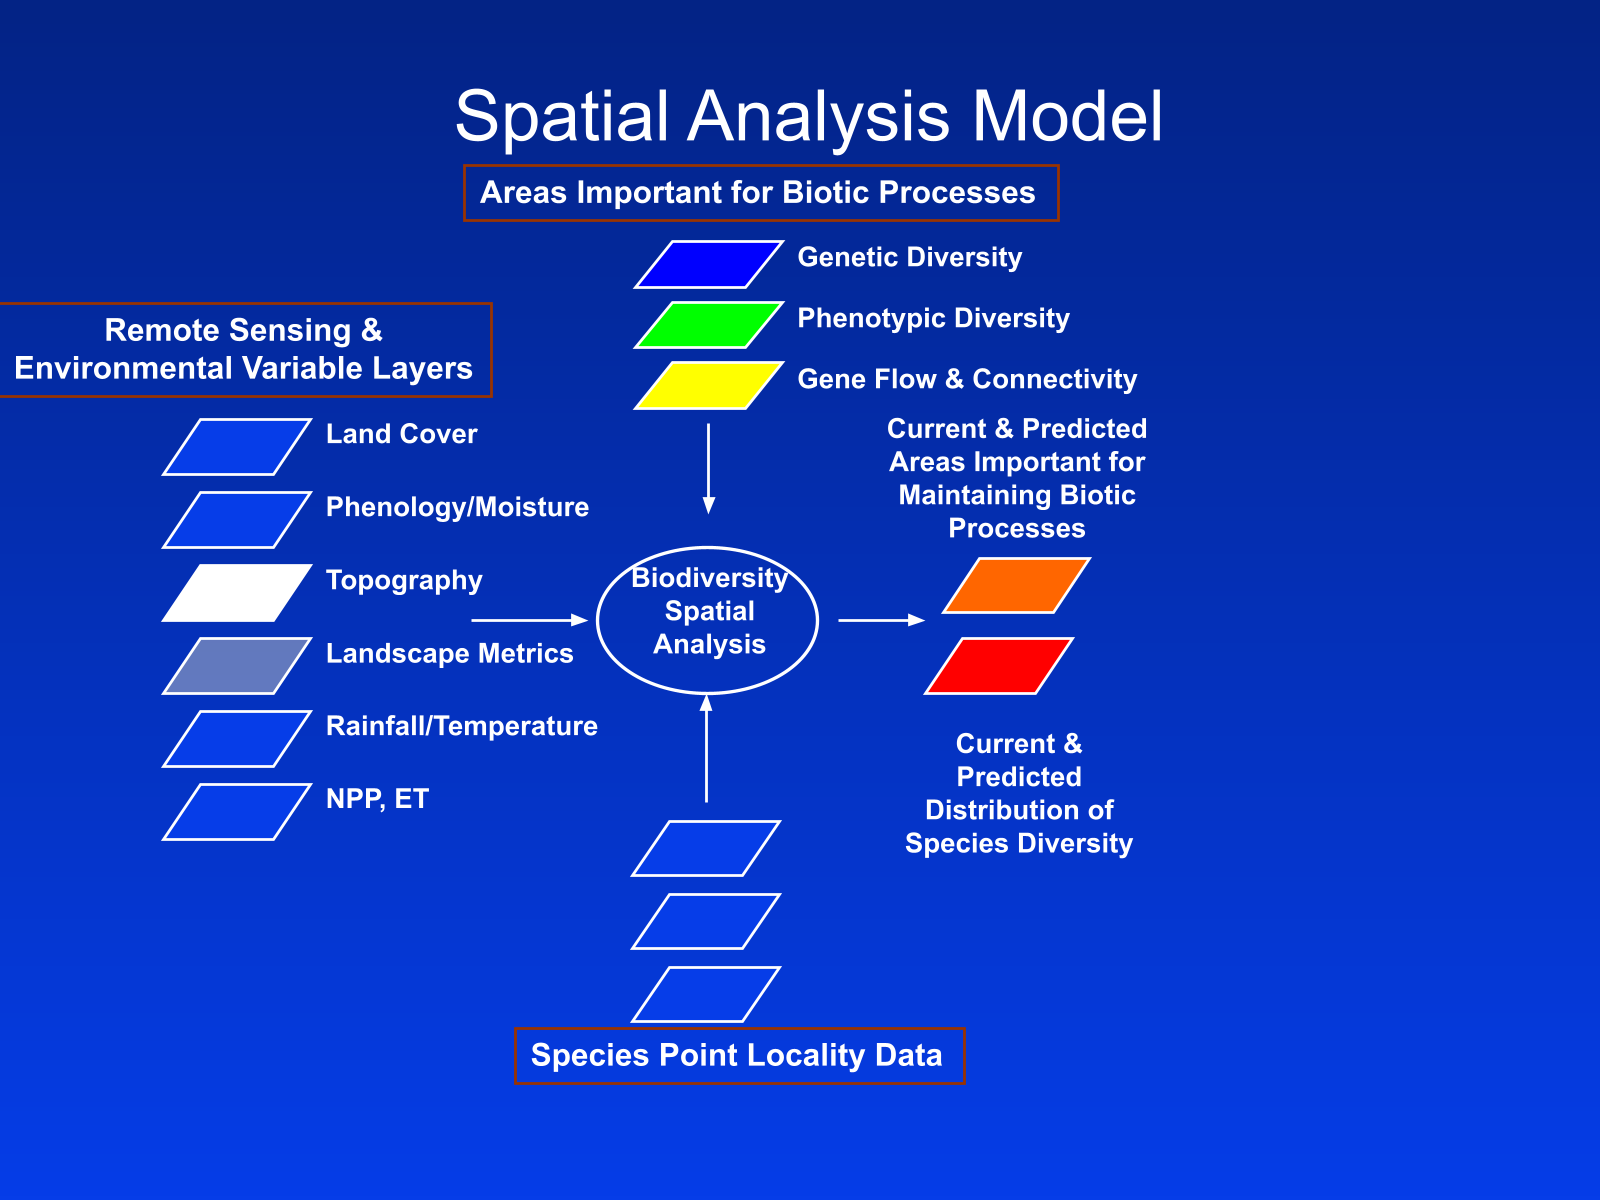 Spatial Analysis Model
Areas Important for Biotic Processes
Genetic Diversity
Phenotypic Diversity
Gene Flow & Connectivity
Remote Sensing &
Environmental Variable Layers
Land Cover
Phenology/Moisture
Topography
Landscape Metrics
Rainfall/Temperature
NPP, ET
Biodiversity
Spatial
Analysis
Current & Predicted
Areas Important for
Maintaining Biotic
Processes
Current &
Predicted
Distribution of
Species Diversity
Species Point Locality Data